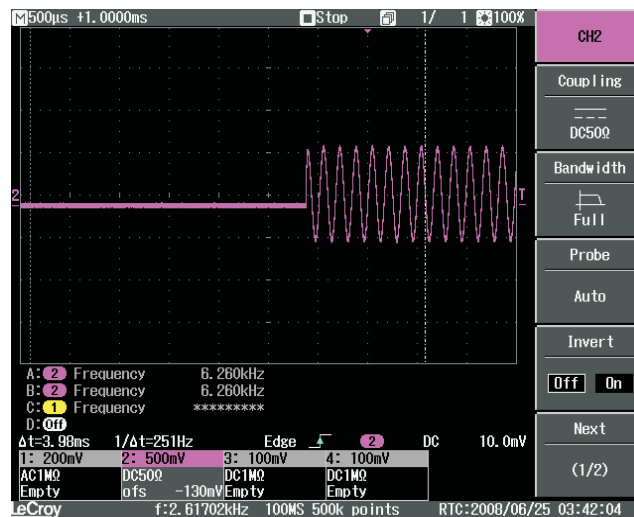 M 500µs +1.0000ms Stop 1/ 1 100%
CH2
Coupling
DC50Ω
Bandwidth
Full
Probe
Auto
Invert
Off On
Next
(1/2)
2
T
A: 2 Frequency 6.260kHz
B: 2 Frequency 6.260kHz
C: 1 Frequency *********
D: Off
Δt=3.98ms 1/Δt=251Hz Edge 2 DC 10.0mV
1: 200mV 2: 500mV 3: 100mV 4: 100mV
AC1MΩ DC50Ω DC1MΩ DC1MΩ
Empty ofs -130mV Empty Empty
LeCroy f:2.61702kHz 100MS 500k points RTC:2008/06/25 03:42:04